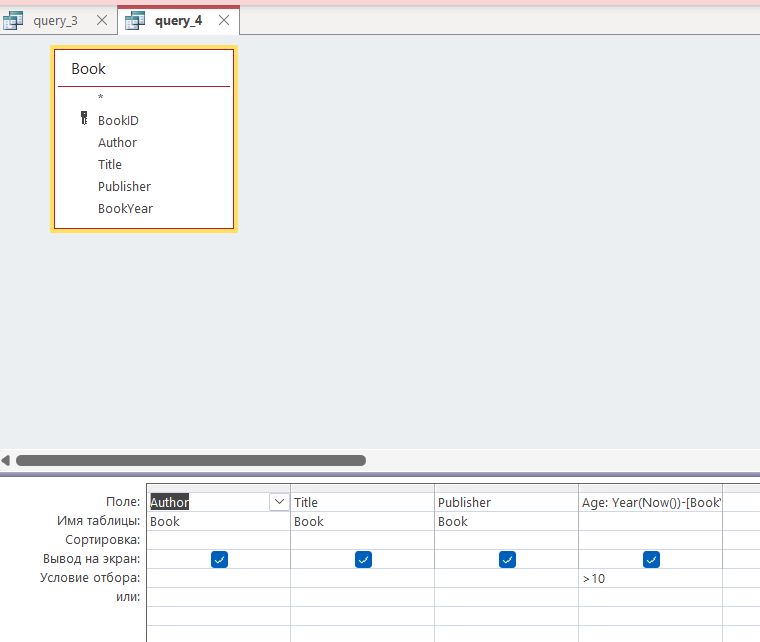 query_3 query_4
Book
*
BookID
Author
Title
Publisher
BookYear
Поле: Author Title Publisher Age: Year(Now())-[Book
Имя таблицы: Book Book Book
Сортировка:
Вывод на экран:
Условие отбора: >10
или: